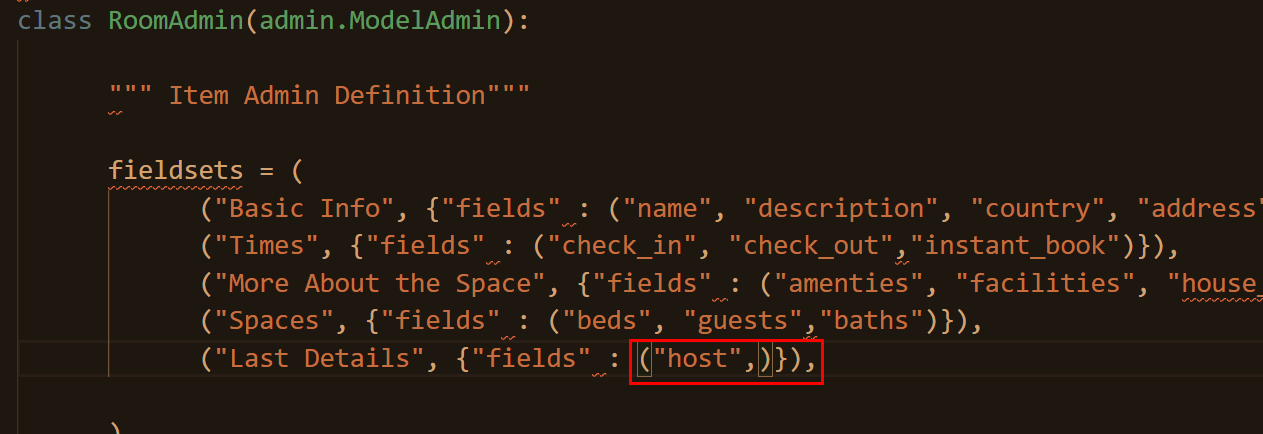 class RoomAdmin(admin.ModelAdmin):
""" Item Admin Definition"""
fieldsets = (
("Basic Info", {"fields" : ("name", "description", "country", "address"
("Times", {"fields" : ("check_in", "check_out","instant_book")}),
("More About the Space", {"fields" : ("amenties", "facilities", "house_
("Spaces", {"fields" : ("beds", "guests","baths")}),
("Last Details", {"fields" : ("host",)}),
)